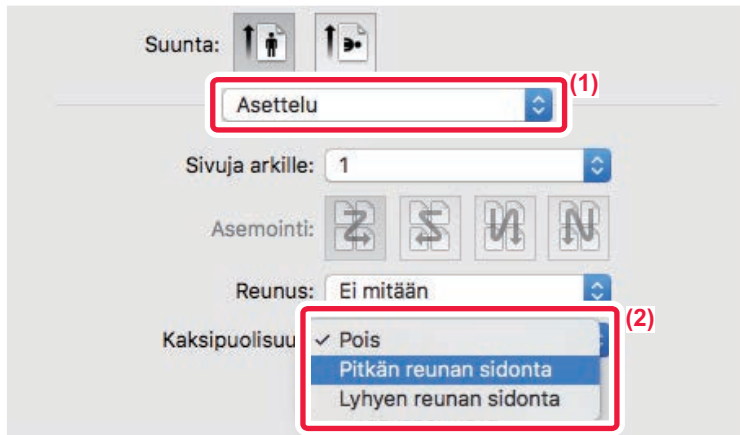 Suunta:
(1)
Asettelu
Sivuja arkille: 1
Asemointi:
Reunus: Ei mitään
(2)
Kaksipuolisuu ✓ Pois
Pitkän reunan sidonta
Lyhyen reunan sidonta